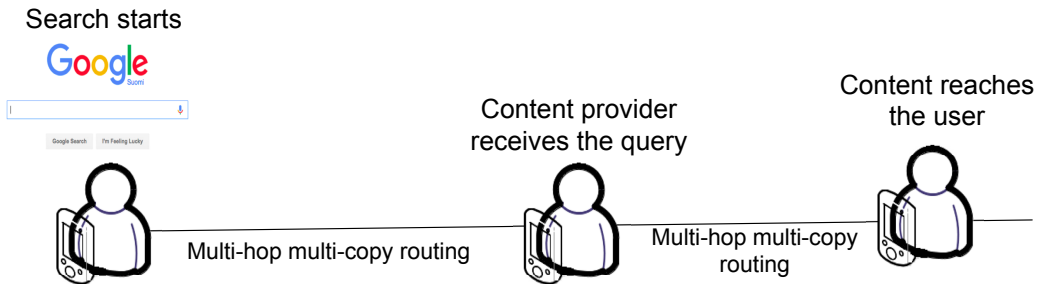 Search starts
Google
Suomi
Google Search
I'm Feeling Lucky
Content provider
receives the query
Content reaches
the user
Multi-hop multi-copy routing
Multi-hop multi-copy
routing